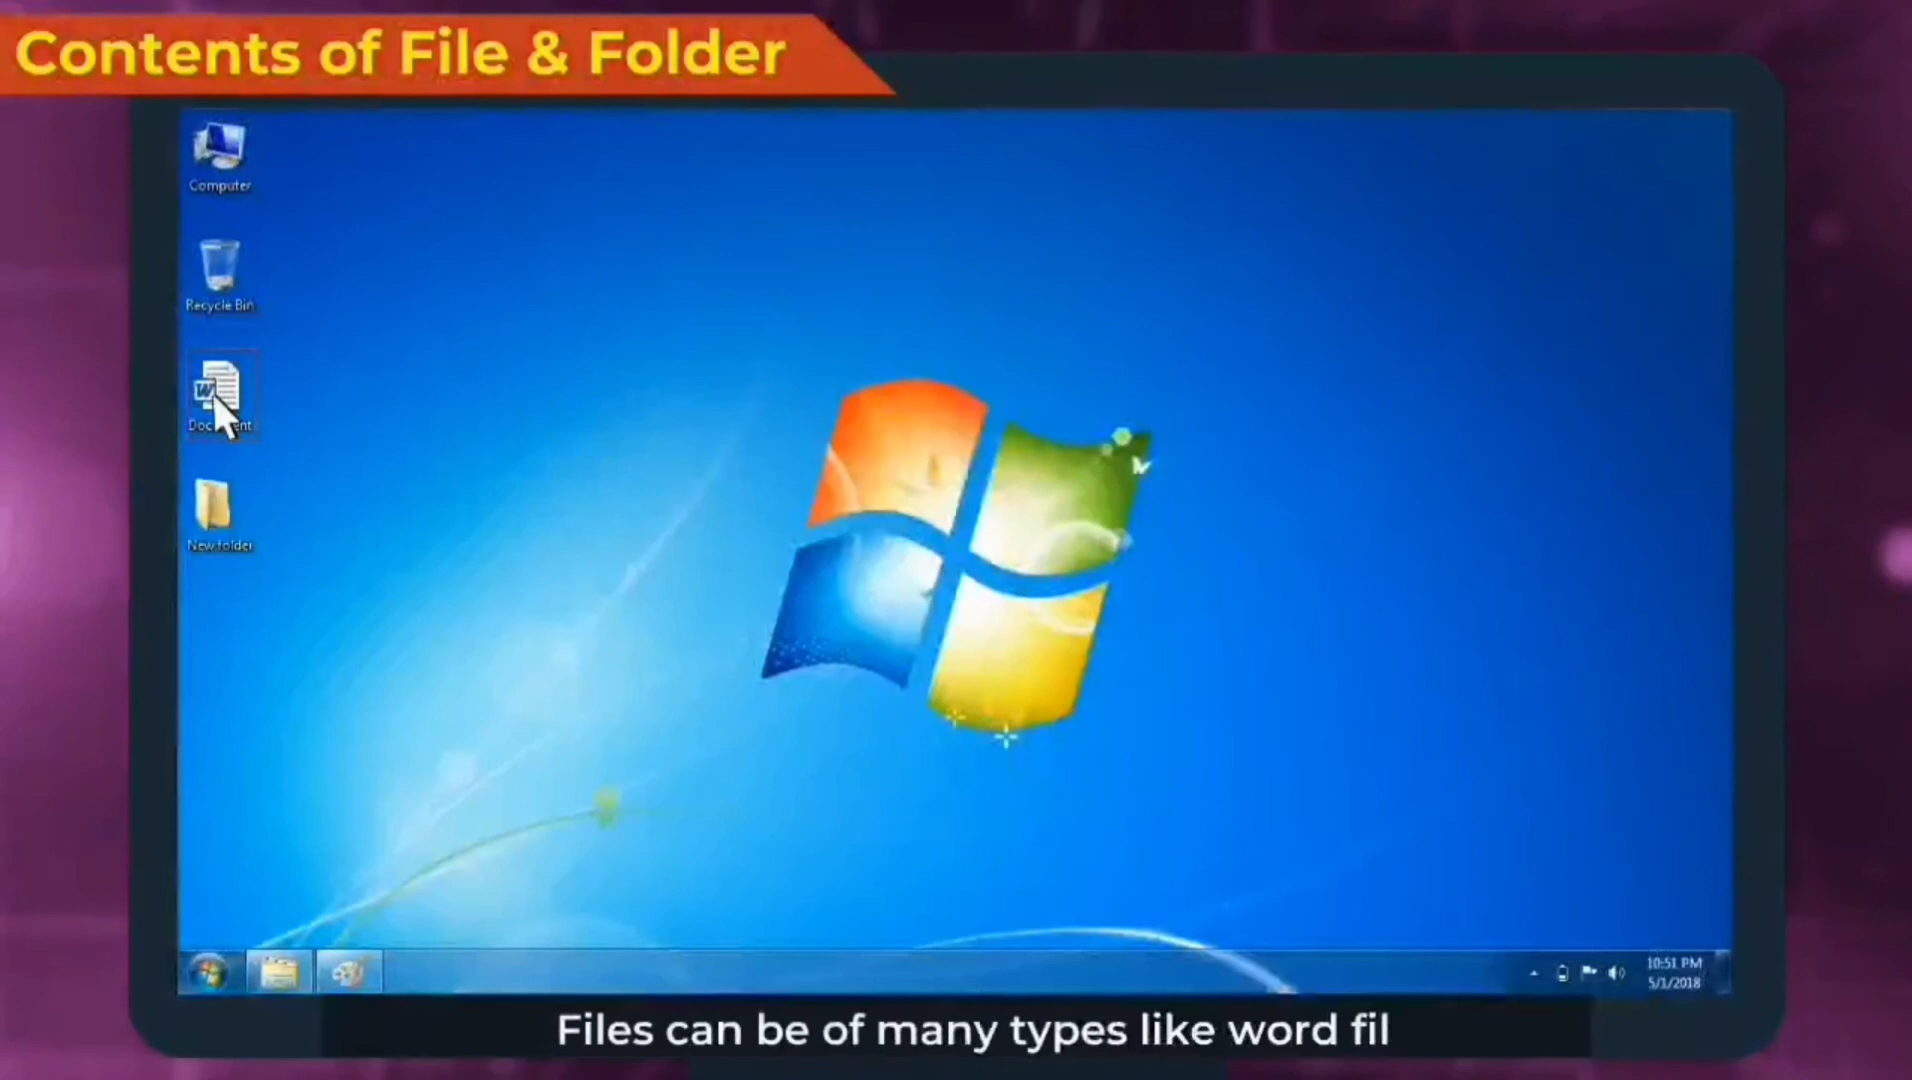 Contents of File & Folder
Computer
Recycle Bin
W
New folder
10:51 PM
5/1/2018
Files can be of many types like word fil